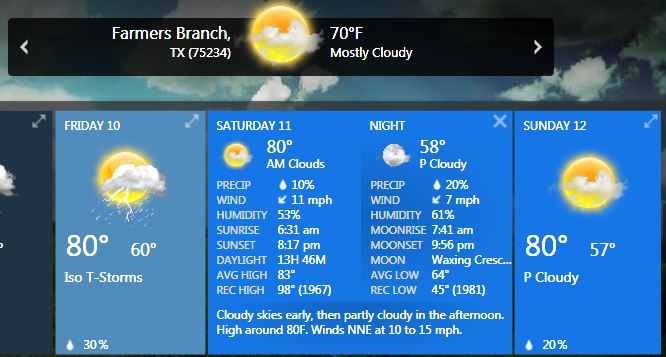 Farmers Branch,
TX (75234)
70°F
Mostly Cloudy
FRIDAY 10
80° 60°
Iso T-Storms
30%
SATURDAY 11
80°
AM Clouds
PRECIP 10%
WIND 11 mph
HUMIDITY 53%
SUNRISE 6:31 am
SUNSET 8:17 pm
DAYLIGHT 13H 46M
AVG HIGH 83°
REC HIGH 98° (1967)
NIGHT
58°
P Cloudy
PRECIP 20%
WIND 7 mph
HUMIDITY 61%
MOONRISE 7:41 am
MOONSET 9:56 pm
MOON Waxing Cresc...
AVG LOW 64°
REC LOW 45° (1981)
Cloudy skies early, then partly cloudy in the afternoon.
High around 80F. Winds NNE at 10 to 15 mph.
SUNDAY 12
80° 57°
P Cloudy
20%